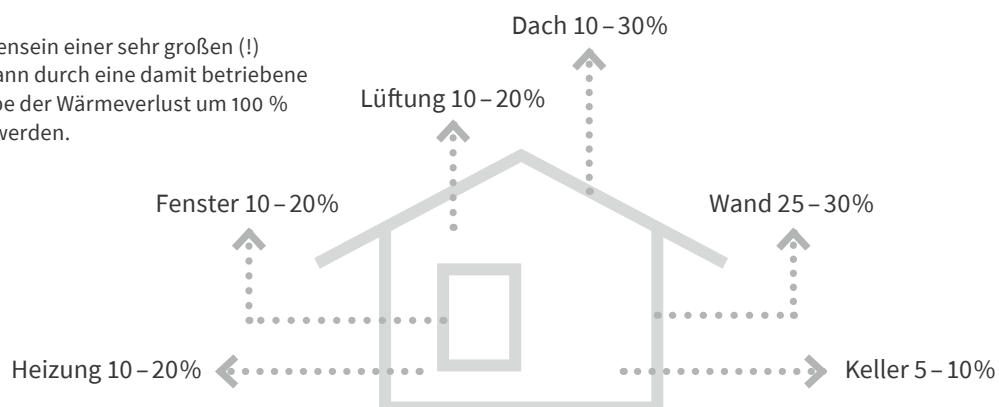 ensein einer sehr großen (!)
ann durch eine damit betriebene
e der Wärmeverlust um 100 %
werden.
Dach 10–30%
Lüftung 10–20%
Fenster 10–20%
Wand 25–30%
Heizung 10–20%
Keller 5–10%